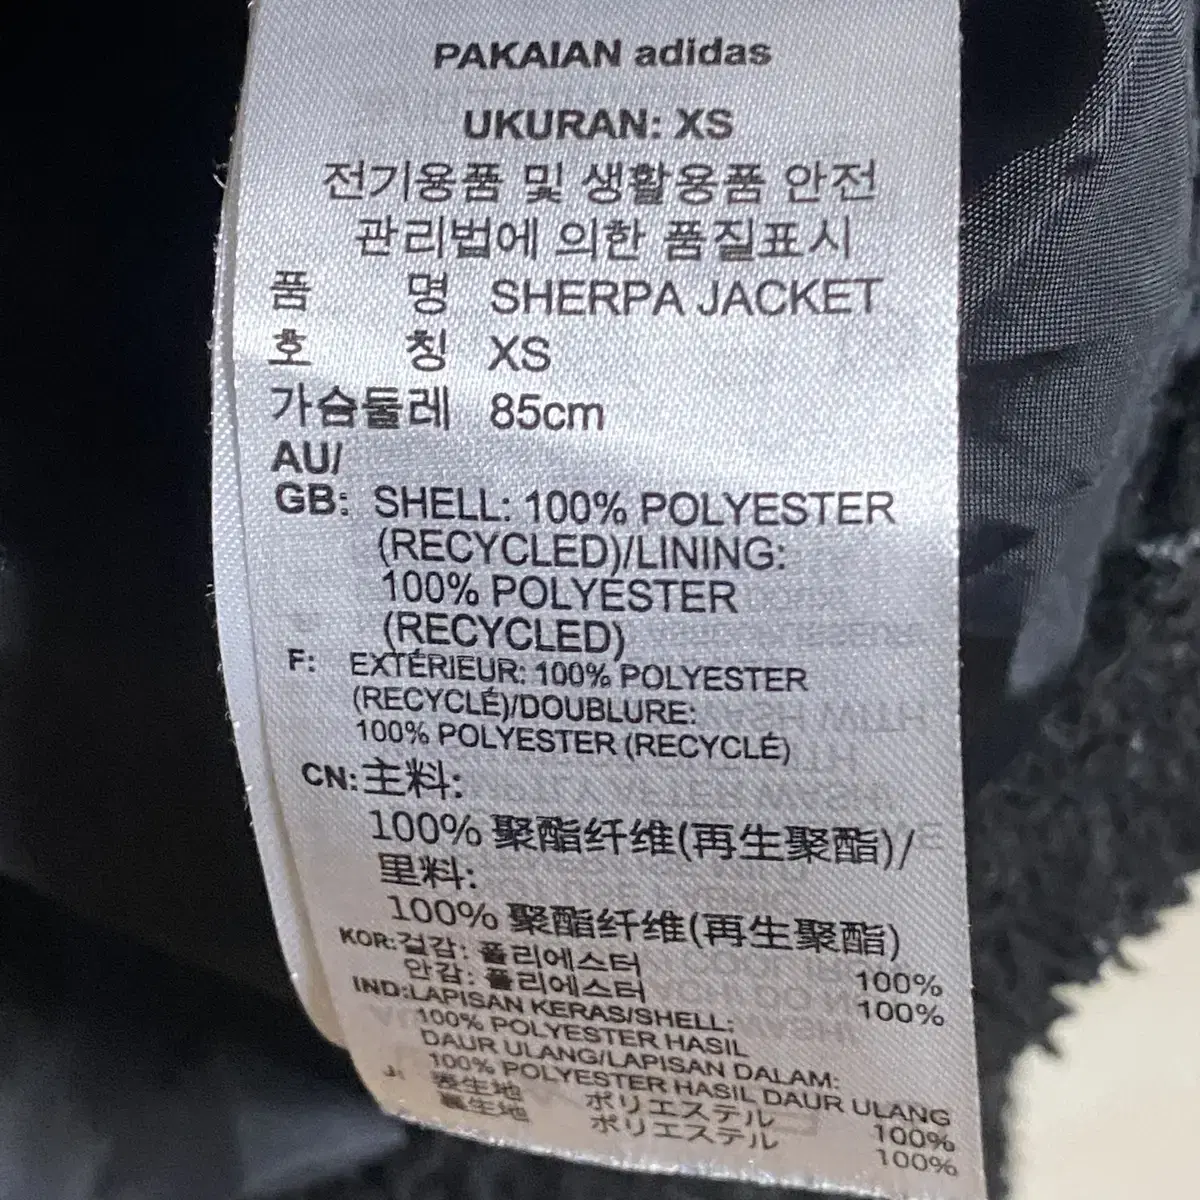 PAKAIAN adidas
UKURAN: XS
전기용품 및 생활용품 안전
관리법에 의한 품질표시
품 명 SHERPA JACKET
호 칭 XS
가슴둘레 85cm
AU/
GB: SHELL: 100% POLYESTER
(RECYCLED)/LINING:
100% POLYESTER
(RECYCLED)
F: EXTÉRIEUR: 100% POLYESTER
(RECYCLÉ)/DOUBLURE:
100% POLYESTER (RECYCLÉ)
CN: 主料:
100% 聚酯纤维(再生聚酯)/
里料:
100% 聚酯纤维(再生聚酯)
KOR: 겉감: 폴리에스터 100%
안감: 폴리에스터 100%
IND: LAPISAN KERAS/SHELL:
100% POLYESTER HASIL
DAUR ULANG/LAPISAN DALAM:
100% POLYESTER HASIL DAUR ULANG
J: 表生地 ポリエステル 100%
裏生地 ポリエステル 100%